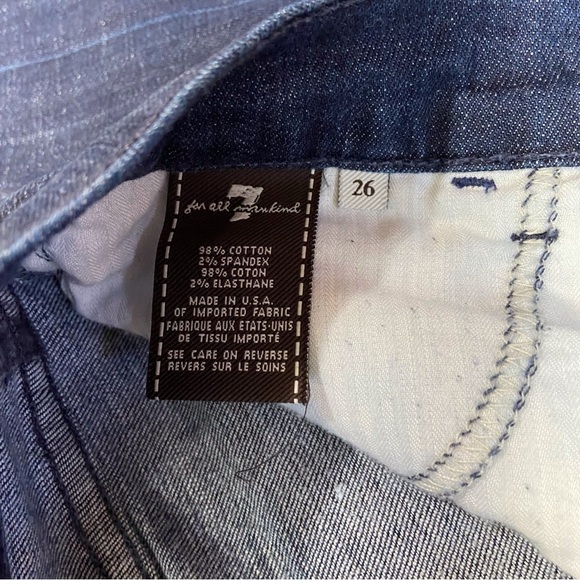 7
for all mankind
26
98% COTTON
2% SPANDEX
98% COTON
2% ELASTHANE
MADE IN U.S.A.
OF IMPORTED FABRIC
FABRIQUE AUX ETATS-UNIS
DE TISSU IMPORTÉ
SEE CARE ON REVERSE
REVERS SUR LE SOINS